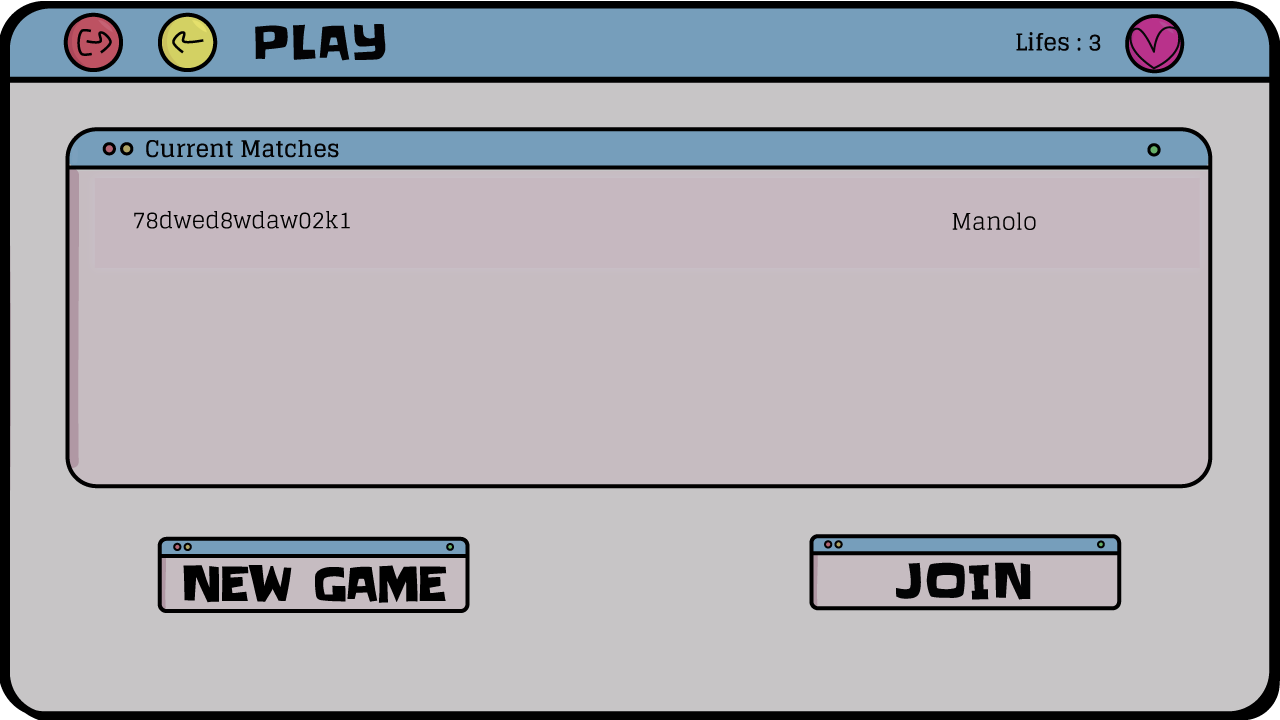 PLAY
Lifes : 3
Current Matches
78dwed8wdaw02k1
Manolo
NEW GAME
JOIN